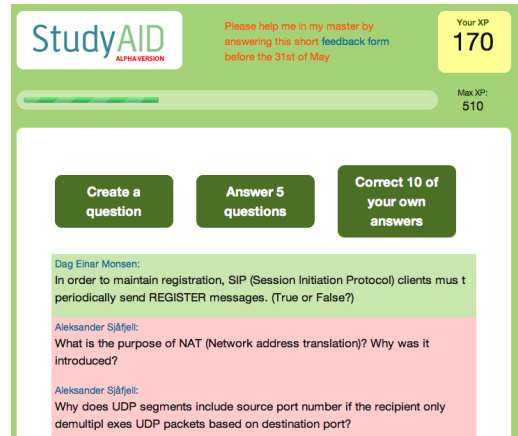 StudyAID
ALPHA VERSION
Please help me in my master by
answering this short feedback form
before the 31st of May
Your XP
170
Max XP:
510
Create a
question
Answer 5
questions
Correct 10 of
your own
answers
Dag Einar Monsen:
In order to maintain registration, SIP (Session Initiation Protocol) clients mus t
periodically send REGISTER messages. (True or False?)
Aleksander Sjåfjell:
What is the purpose of NAT (Network address translation)? Why was it
introduced?
Aleksander Sjåfjell:
Why does UDP segments include source port number if the recipient only
demultipl exes UDP packets based on destination port?